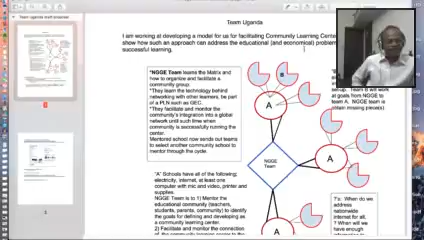 Team uganda draft proposals
Team Uganda
I am working at developing a model for us for facilitating Community Learning Cente
show how such an approach can address the educational (and economical) problem
successful learning.
*NGGE Team learns the Matrix and
how to organize and facilitate a
community group.
*They learn the technology behind
networking with other learners, be part
of a PLN such as GEC.
*They facilitate and monitor the
community's integration into a global
network until such time when
community is successfully running the
center.
Mentored school now sends out teams
to select another community school to
mentor through the cycle.
B
A
set-up. Team B will work
at goals from NGGE to
team A. NGGE team is
missing piece(s)
NGGE
Team
A
'A' Schools have all of the following:
electricity, internet, at least one
computer with mic and video, printer and
supplies.
NGGE Team is to 1) Mentor the
educational community (teachers,
students, parents, community) to identify
the goals for defining and developing as
a community learning center.
2) Facilitate and monitor the connection
A
?'s: When do we
address
nationwide
internet for all.
? When will we
have enough
1
2